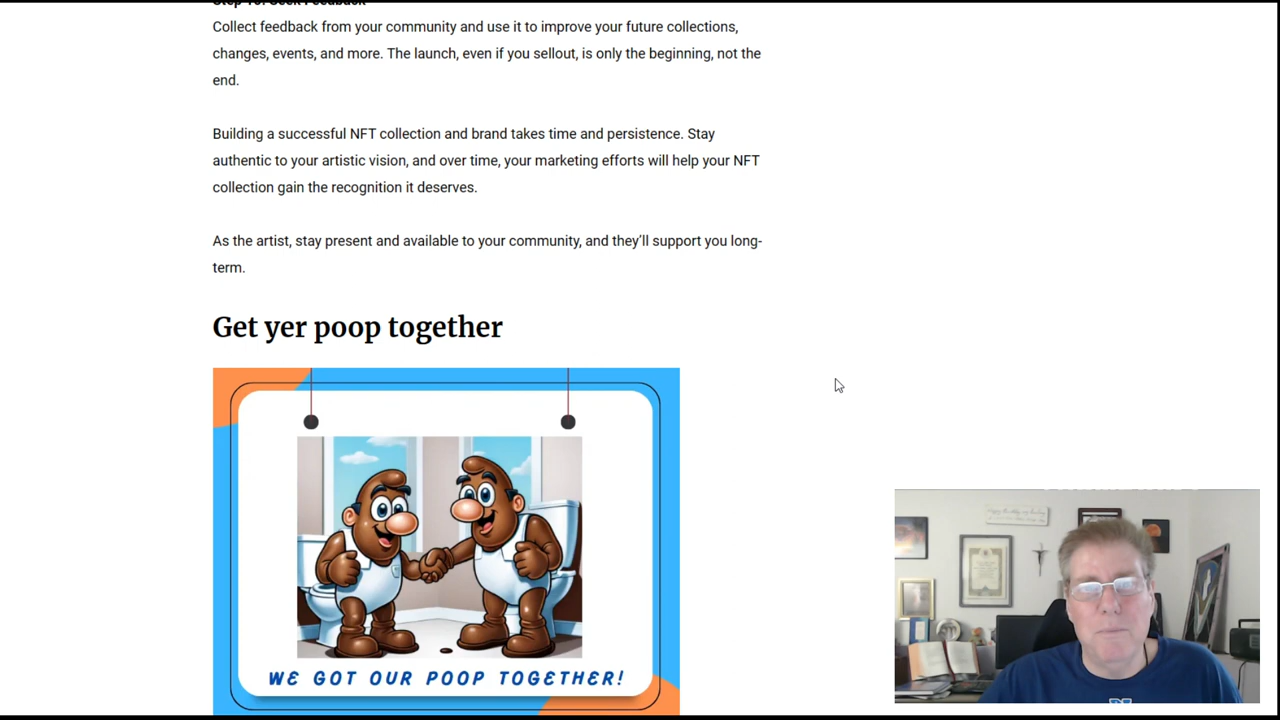 Step 10: Seek Feedback
Collect feedback from your community and use it to improve your future collections,
changes, events, and more. The launch, even if you sellout, is only the beginning, not the
end.
Building a successful NFT collection and brand takes time and persistence. Stay
authentic to your artistic vision, and over time, your marketing efforts will help your NFT
collection gain the recognition it deserves.
As the artist, stay present and available to your community, and they’ll support you long-
term.
Get yer poop together
WE GOT OUR POOP TOGETHER!